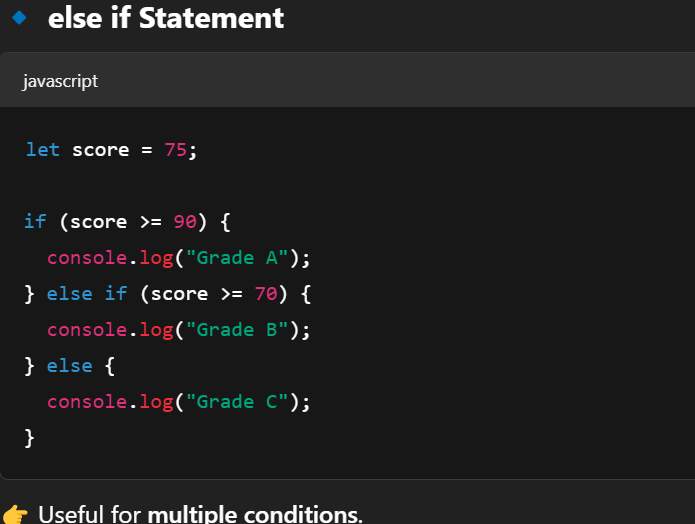 else if Statement
javascript
let score = 75;
if (score >= 90) {
  console.log("Grade A");
} else if (score >= 70) {
  console.log("Grade B");
} else {
  console.log("Grade C");
}
👉 Useful for multiple conditions.